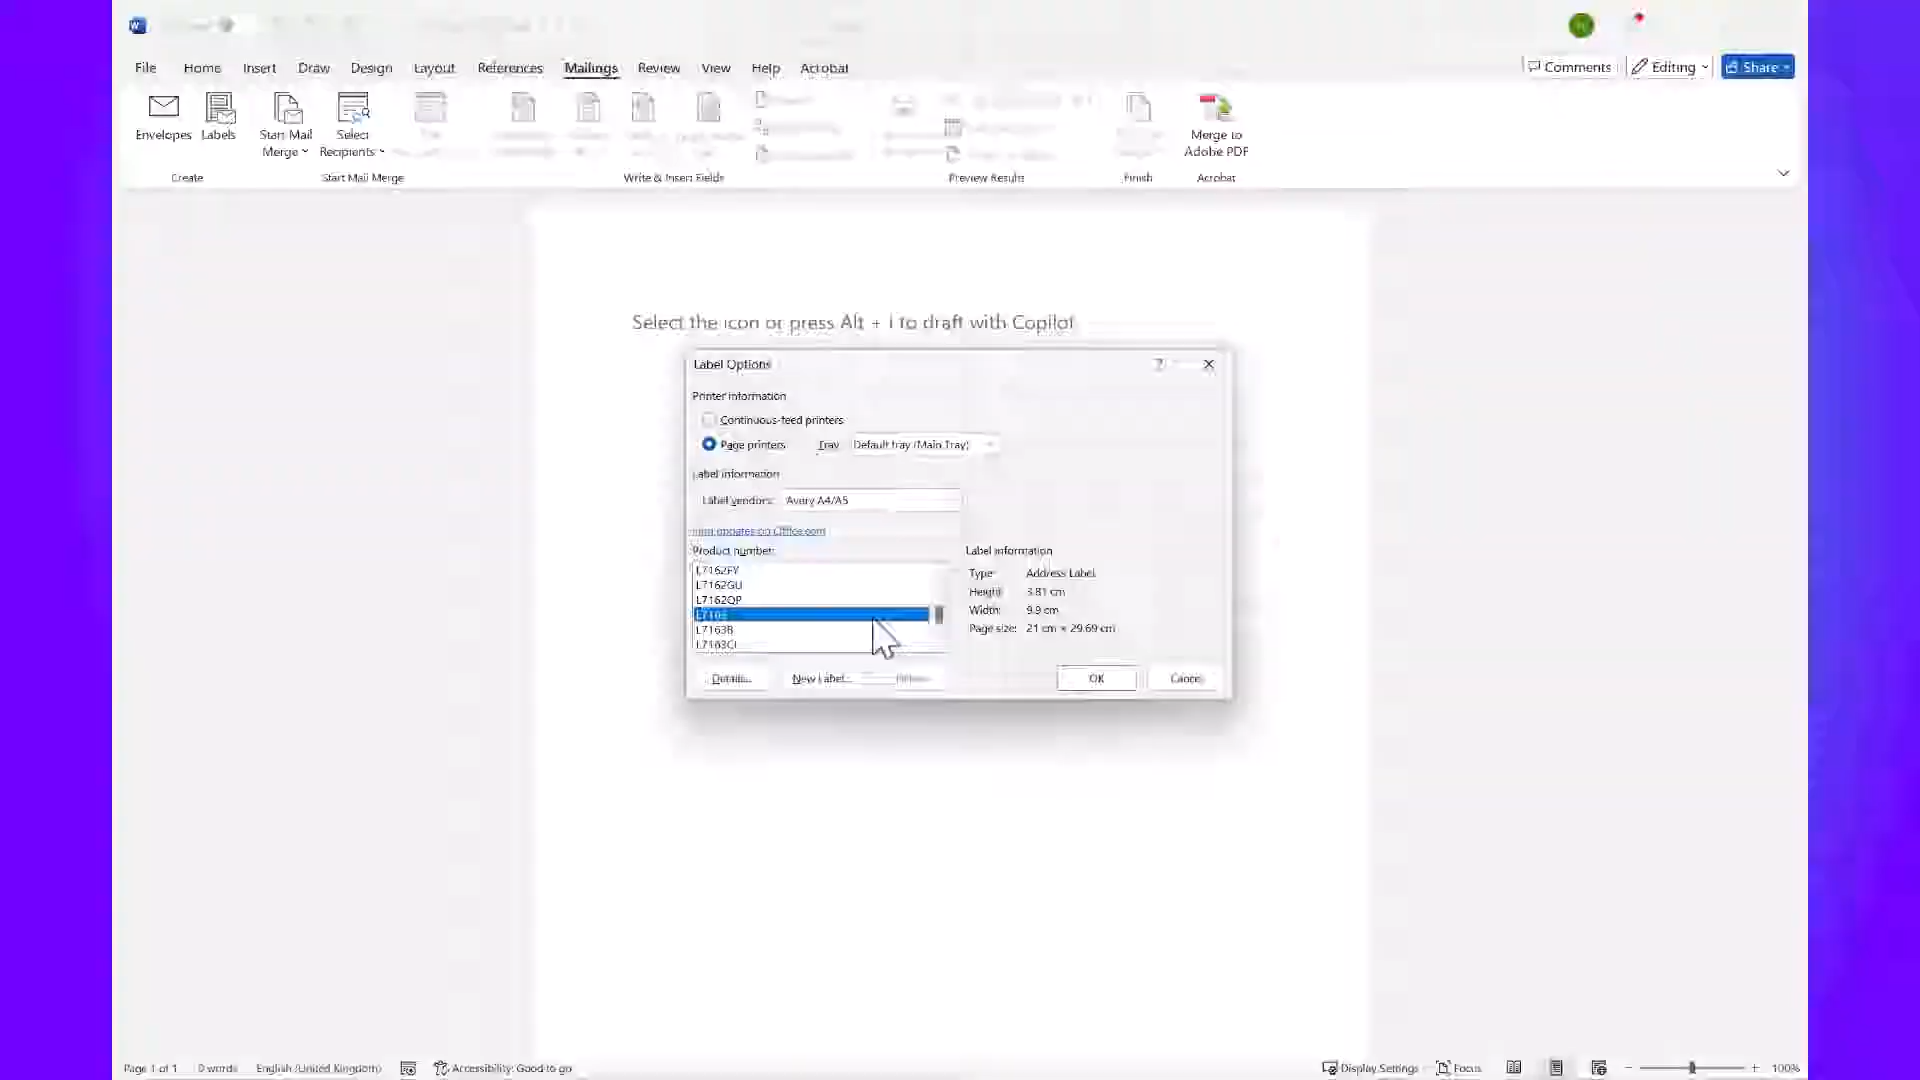 File Home Insert Draw Design Layout References Mailings Review View Help Acrobat Comments Editing Share
Envelopes Labels Start Mail Merge Select Recipients Merge to Adobe PDF
Create Start Mail Merge Write & Insert Fields Preview Results Finish Acrobat
Select the icon or press Alt + i to draft with Copilot
Label Options
Printer information
Continuous-feed printers
Page printers Tray Default tray (Main Tray)
Label information
Label vendors: Avery A4/A5
updates on Office.com
Product number: Label information
L7162FY
L7162GU
L7162QP
L7163B
L7163CL
Type: Address Label
Height: 3.81 cm
Width: 9.9 cm
Page size: 21 cm × 29.69 cm
Details... New Label... OK Cancel
Page 1 of 1 0 words English (United Kingdom) Accessibility: Good to go Display Settings Focus 100%